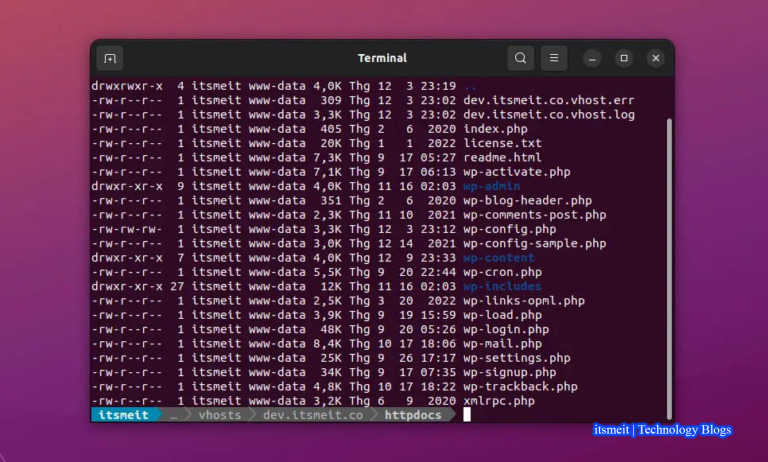 Terminal
drwxrwxr-x 4 itsmeit www-data 4,0K Thg 12 3 23:19 ..
-rw-r--r-- 1 itsmeit www-data 309 Thg 12 3 23:02 dev.itsmeit.co.vhost.err
-rw-r--r-- 1 itsmeit www-data 3,3K Thg 12 3 23:02 dev.itsmeit.co.vhost.log
-rw-r--r-- 1 itsmeit www-data 405 Thg 2 6 2020 index.php
-rw-r--r-- 1 itsmeit www-data 20K Thg 1 1 2022 license.txt
-rw-r--r-- 1 itsmeit www-data 7,3K Thg 9 17 05:27 readme.html
-rw-r--r-- 1 itsmeit www-data 7,1K Thg 9 17 06:13 wp-activate.php
drwxr-xr-x 9 itsmeit www-data 4,0K Thg 11 16 02:03 wp-admin
-rw-r--r-- 1 itsmeit www-data 351 Thg 2 6 2020 wp-blog-header.php
-rw-r--r-- 1 itsmeit www-data 2,3K Thg 11 10 2021 wp-comments-post.php
-rw-rw-rw- 1 itsmeit www-data 3,3K Thg 12 3 23:12 wp-config.php
-rw-r--r-- 1 itsmeit www-data 3,0K Thg 12 14 2021 wp-config-sample.php
drwxr-xr-x 7 itsmeit www-data 4,0K Thg 12 9 23:33 wp-content
-rw-r--r-- 1 itsmeit www-data 5,5K Thg 9 20 22:44 wp-cron.php
drwxr-xr-x 27 itsmeit www-data 12K Thg 11 16 02:03 wp-includes
-rw-r--r-- 1 itsmeit www-data 2,5K Thg 3 20 2022 wp-links-opml.php
-rw-r--r-- 1 itsmeit www-data 3,9K Thg 9 19 15:59 wp-load.php
-rw-r--r-- 1 itsmeit www-data 48K Thg 9 20 05:26 wp-login.php
-rw-r--r-- 1 itsmeit www-data 8,4K Thg 10 17 18:06 wp-mail.php
-rw-r--r-- 1 itsmeit www-data 25K Thg 9 26 17:17 wp-settings.php
-rw-r--r-- 1 itsmeit www-data 34K Thg 9 17 07:35 wp-signup.php
-rw-r--r-- 1 itsmeit www-data 4,8K Thg 10 17 18:22 wp-trackback.php
-rw-r--r-- 1 itsmeit www-data 3,2K Thg 6 9 2020 xmlrpc.php
itsmeit … vhosts dev.itsmeit.co httpdocs
itsmeit | Technology Blogs